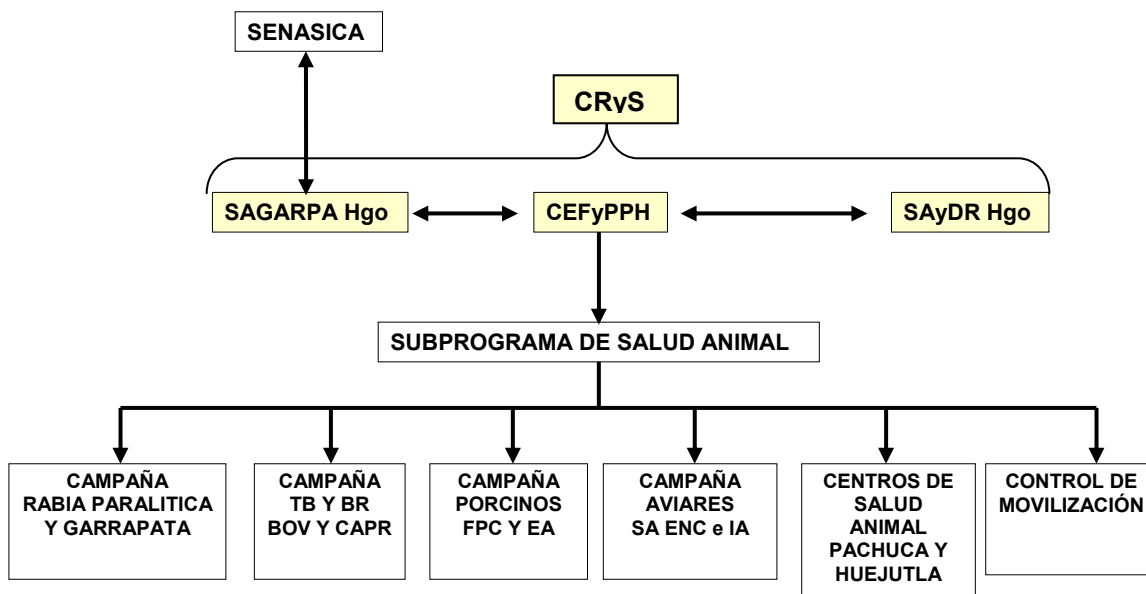 SENASICA
CRyS
SAGARPA Hgo
CEFyPPH
SAyDR Hgo
SUBPROGRAMA DE SALUD ANIMAL
CAMPAÑA
RABIA PARALITICA
Y GARRAPATA
CAMPAÑA
TB Y BR
BOV Y CAPR
CAMPAÑA
PORCINOS
FPC Y EA
CAMPAÑA
AVIARES
SA ENC e IA
CENTROS DE
SALUD
ANIMAL
PACHUCA Y
HUEJUTLA
CONTROL DE
MOVILIZACIÓN